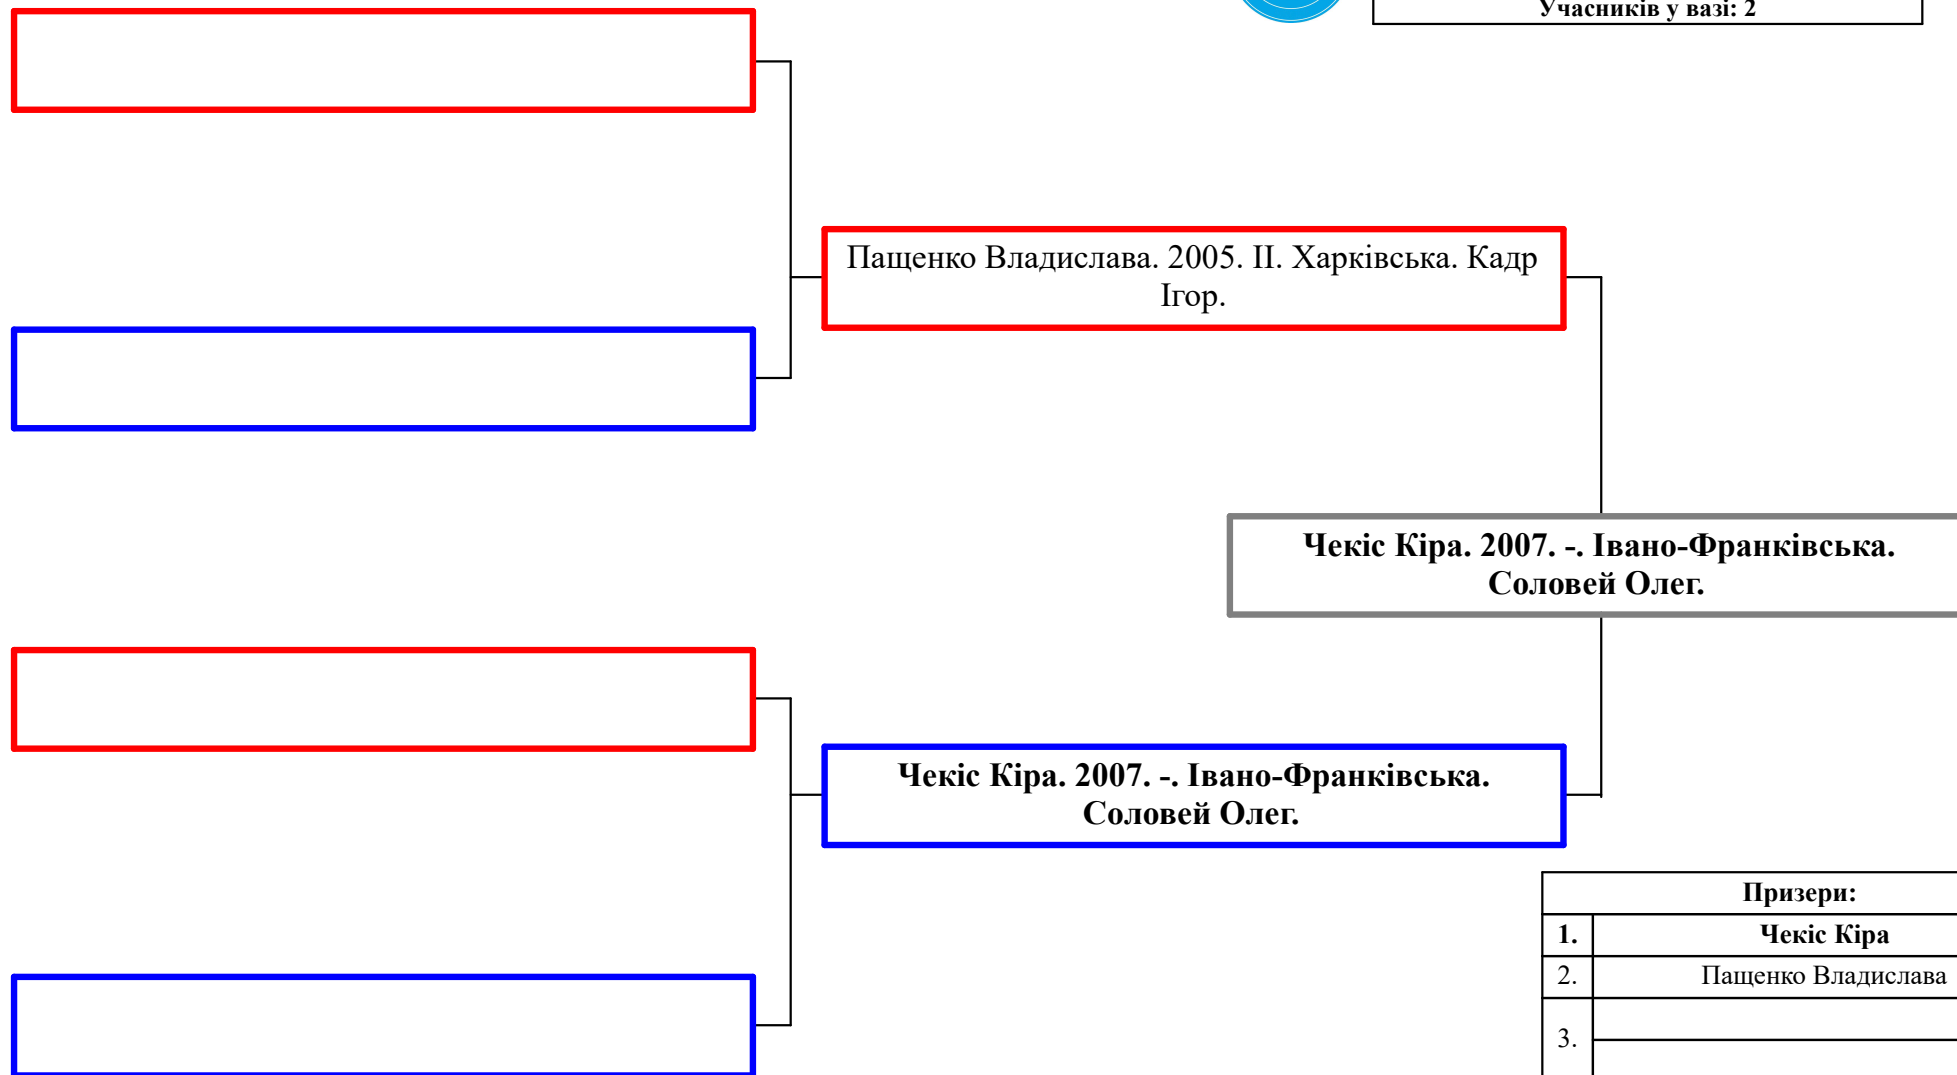 Учасників у вазі: 2
Пащенко Владислава. 2005. II. Харківська. Кадр
Ігор.
Чекіс Кіра. 2007. -. Івано-Франківська.
Соловей Олег.
Чекіс Кіра. 2007. -. Івано-Франківська.
Соловей Олег.
Призери:
1. Чекіс Кіра
2. Пащенко Владислава
3.